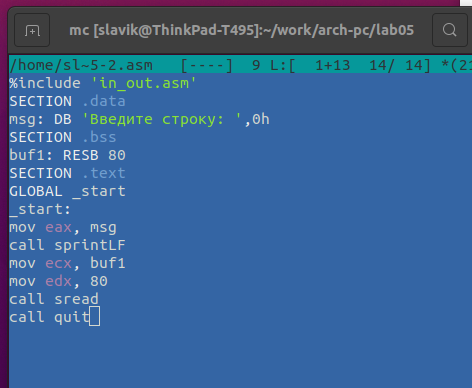 mc [slavik@ThinkPad-T495]:~/work/arch-pc/lab05
/home/sl~5-2.asm [----] 9 L:[ 1+13 14/ 14] *(21
%include 'in_out.asm'
SECTION .data
msg: DB 'Введите строку: ',0h
SECTION .bss
buf1: RESB 80
SECTION .text
GLOBAL _start
_start:
mov eax, msg
call sprintLF
mov ecx, buf1
mov edx, 80
call sread
call quit